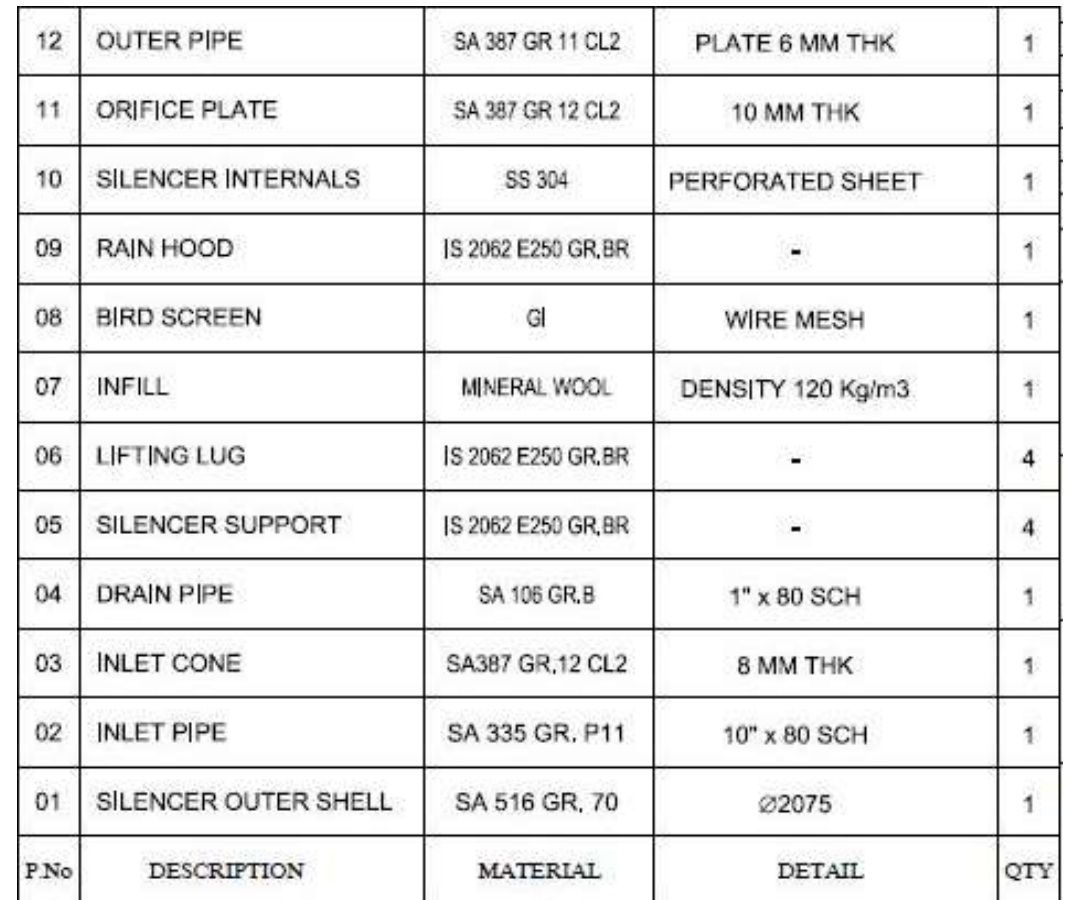 12 OUTER PIPE SA 387 GR 11 CL2 PLATE 6 MM THK 1
11 ORIFICE PLATE SA 387 GR 12 CL2 10 MM THK 1
10 SILENCER INTERNALS SS 304 PERFORATED SHEET 1
09 RAIN HOOD IS 2062 E250 GR.BR - 1
08 BIRD SCREEN GI WIRE MESH 1
07 INFILL MINERAL WOOL DENSITY 120 Kg/m3 1
06 LIFTING LUG IS 2062 E250 GR.BR - 4
05 SILENCER SUPPORT IS 2062 E250 GR.BR - 4
04 DRAIN PIPE SA 106 GR.B 1" x 80 SCH 1
03 INLET CONE SA387 GR.12 CL2 8 MM THK 1
02 INLET PIPE SA 335 GR. P11 10" x 80 SCH 1
01 SILENCER OUTER SHELL SA 516 GR. 70 ∅2075 1
P.No DESCRIPTION MATERIAL DETAIL QTY